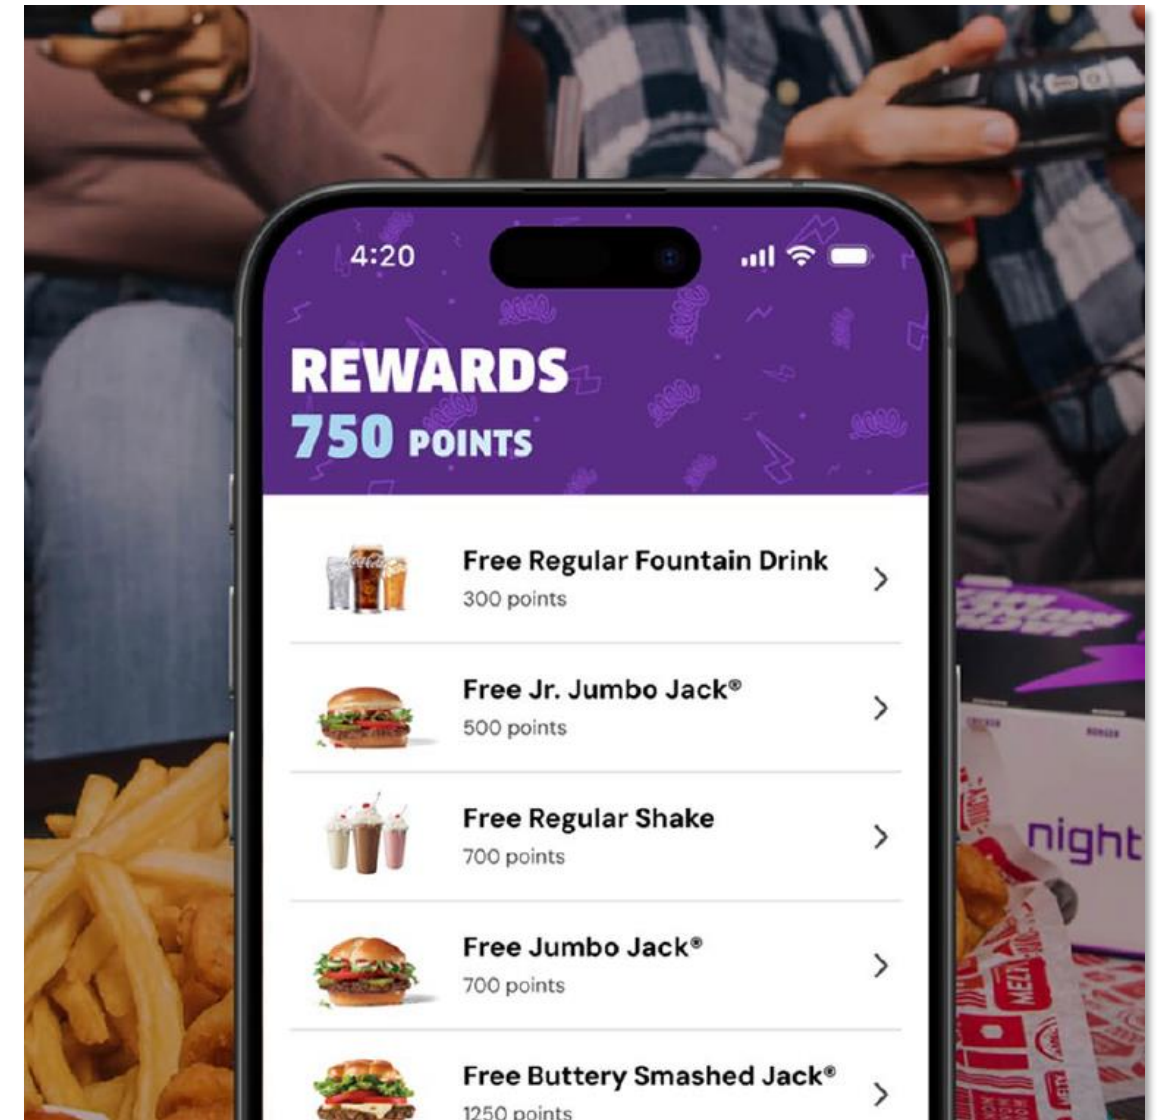 4:20
REWARDS
750 POINTS
Free Regular Fountain Drink
300 points
Free Jr. Jumbo Jack®
500 points
Free Regular Shake
700 points
Free Jumbo Jack®
700 points
Free Buttery Smashed Jack®
1250 points
night
MELTY